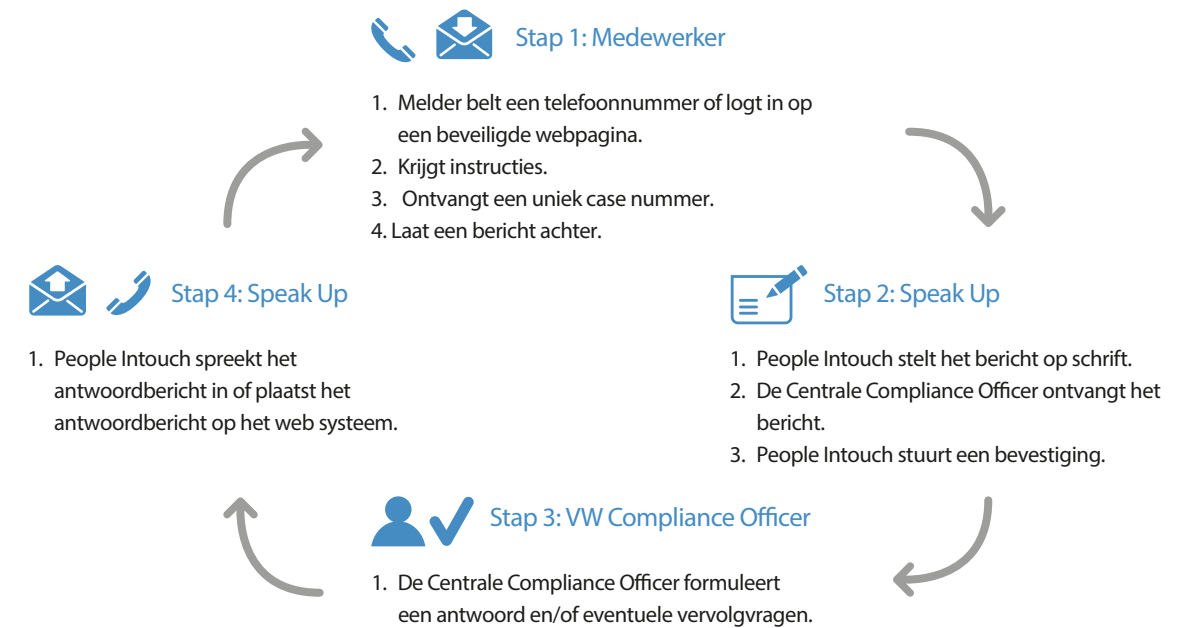 Stap 1: Medewerker
1. Melder belt een telefoonnummer of logt in op
een beveiligde webpagina.
2. Krijgt instructies.
3. Ontvangt een uniek case nummer.
4. Laat een bericht achter.
Stap 2: Speak Up
1. People Intouch stelt het bericht op schrift.
2. De Centrale Compliance Officer ontvangt het
bericht.
3. People Intouch stuurt een bevestiging.
Stap 3: VW Compliance Officer
1. De Centrale Compliance Officer formuleert
een antwoord en/of eventuele vervolgvragen.
Stap 4: Speak Up
1. People Intouch spreekt het
antwoordbericht in of plaatst het
antwoordbericht op het web systeem.